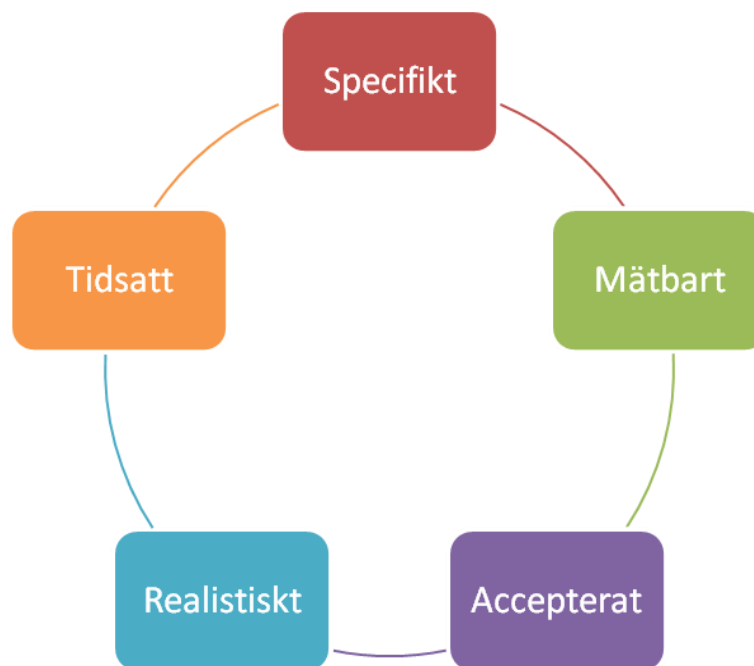 Specifikt
Mätbart
Accepterat
Realistiskt
Tidsatt